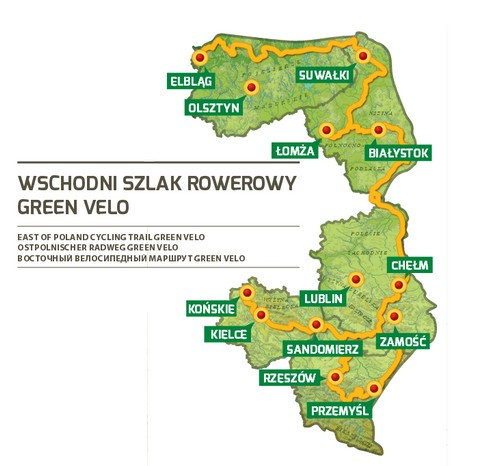 ELBLĄG
SUWAŁKI
OLSZTYN
ŁOMŻA
BIAŁYSTOK
WSCHODNI SZLAK ROWEROWY
GREEN VELO
EAST OF POLAND CYCLING TRAIL GREEN VELO
OSTPOLNISCHER RADWEG GREEN VELO
ВОСТОЧНЫЙ ВЕЛОСИПЕДНЫЙ МАРШРУТ GREEN VELO
CHEŁM
LUBLIN
KOŃSKIE
KIELCE
ZAMOŚĆ
SANDOMIERZ
RZESZÓW
PRZEMYŚL